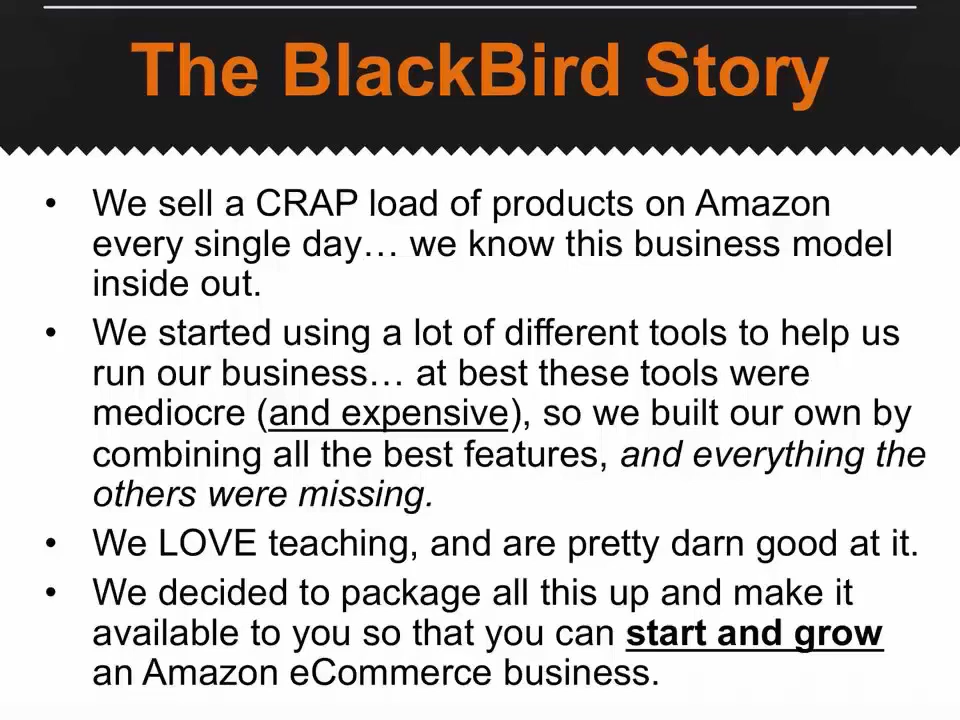 The BlackBird Story
• We sell a CRAP load of products on Amazon
every single day… we know this business model
inside out.
• We started using a lot of different tools to help us
run our business… at best these tools were
mediocre (and expensive), so we built our own by
combining all the best features, and everything the
others were missing.
• We LOVE teaching, and are pretty darn good at it.
• We decided to package all this up and make it
available to you so that you can start and grow
an Amazon eCommerce business.